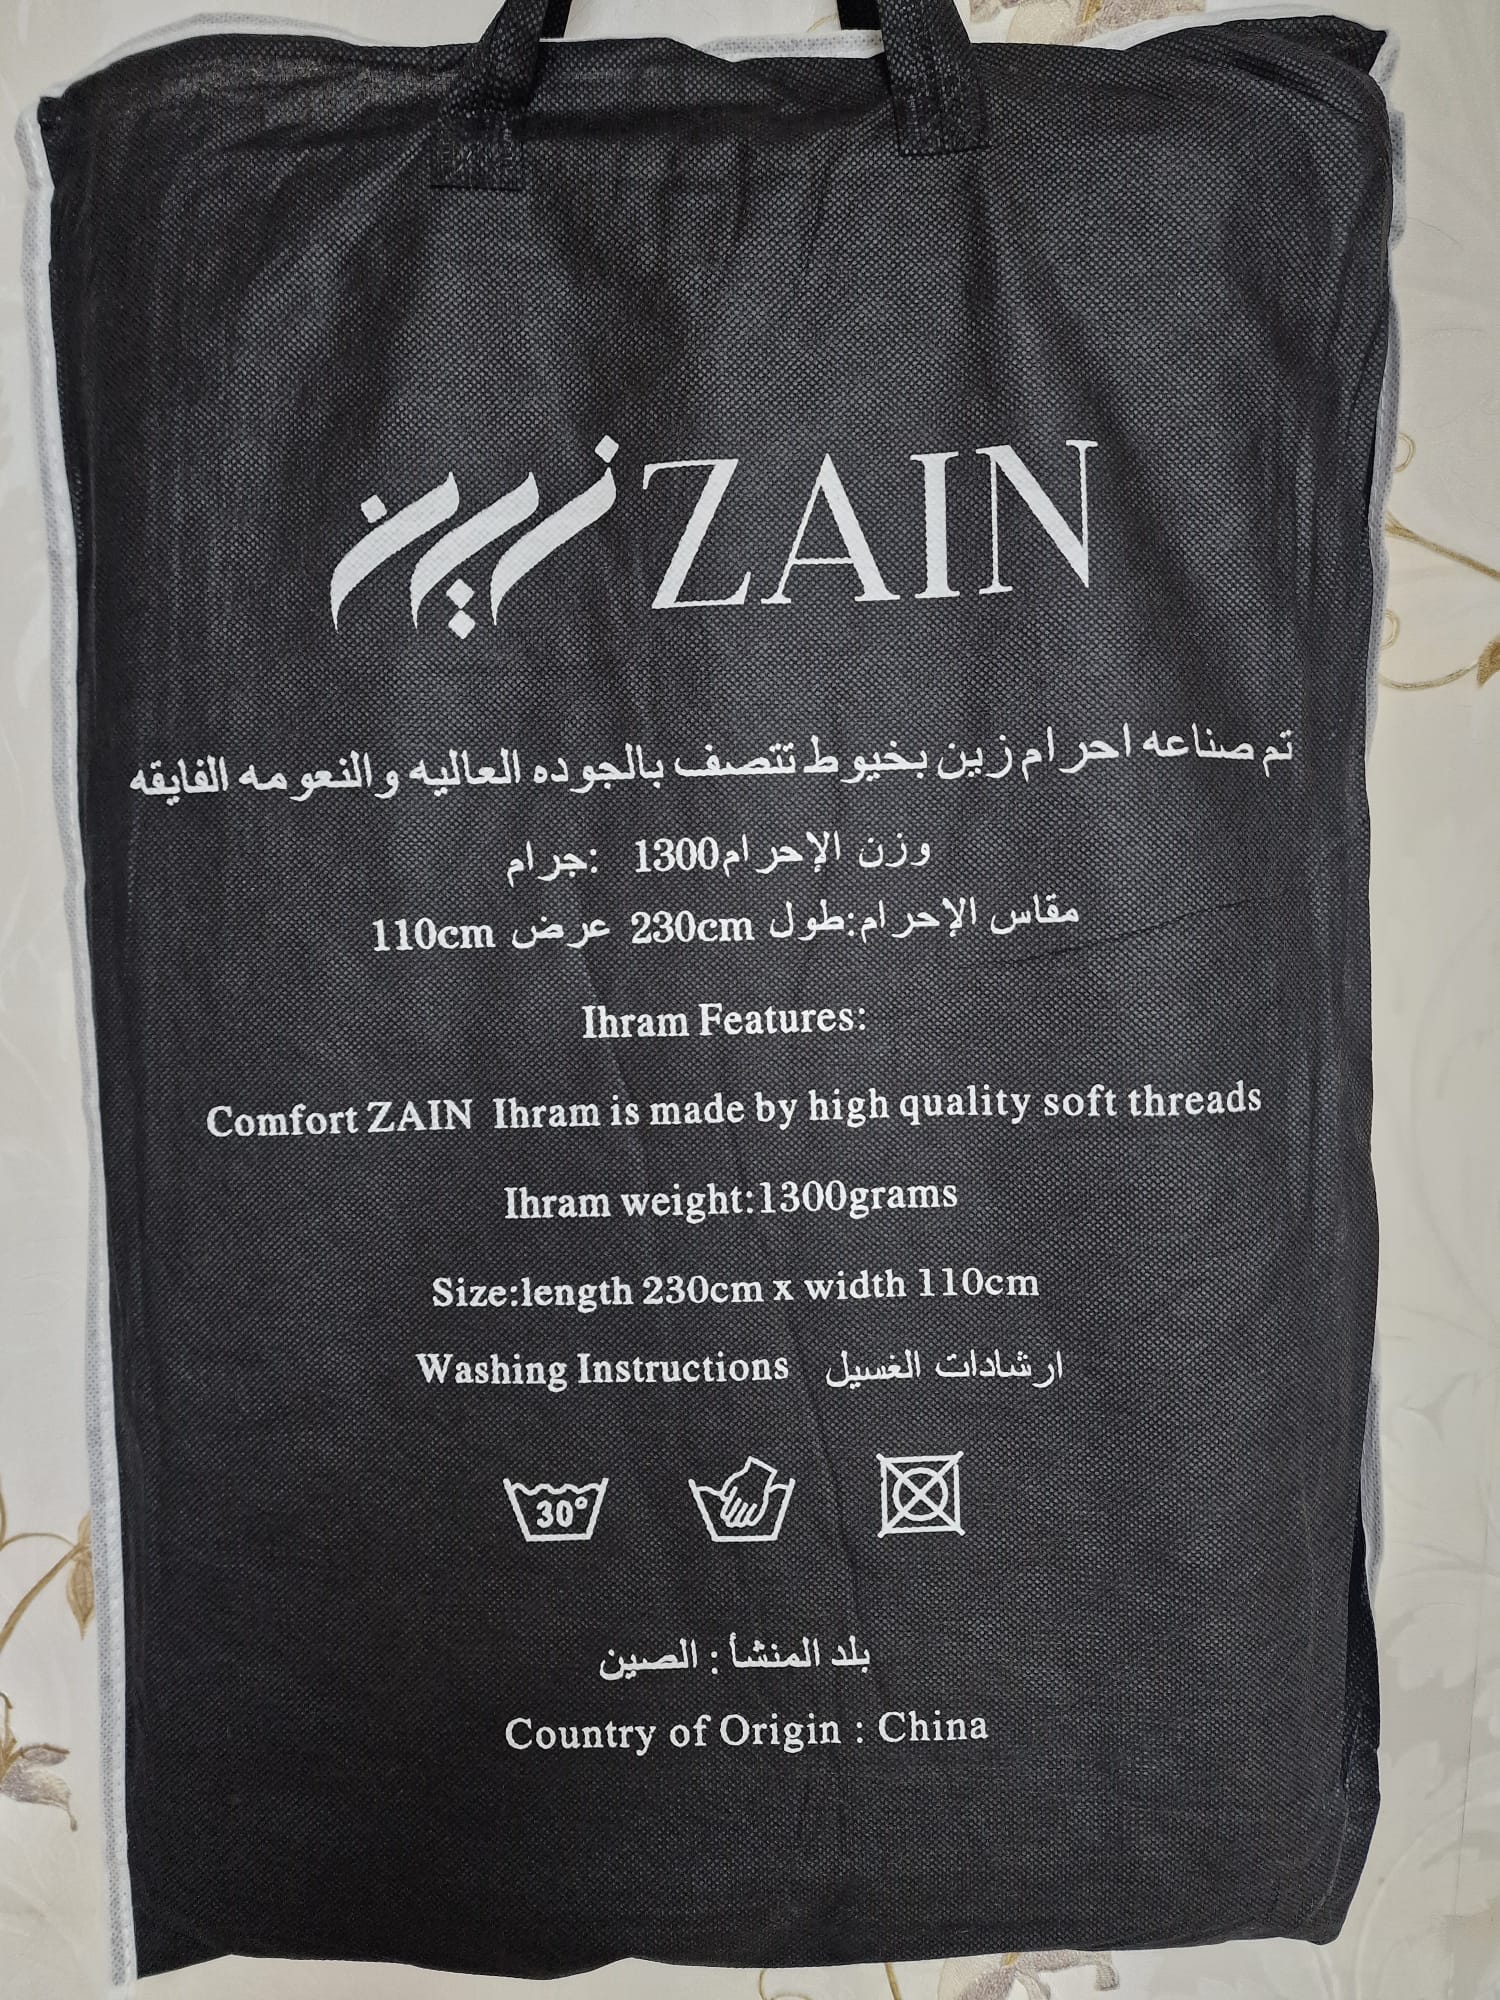 زين ZAIN
تم صناعه احرام زين بخيوط تتصف بالجوده العاليه والنعومه الفايقه
وزن الإحرام1300 :جرام
مقاس الإحرام:طول 230cm عرض 110cm
Ihram Features:
Comfort ZAIN Ihram is made by high quality soft threads
Ihram weight:1300grams
Size:length 230cm x width 110cm
Washing Instructions ارشادات الغسيل
30°
بلد المنشأ : الصين
Country of Origin : China